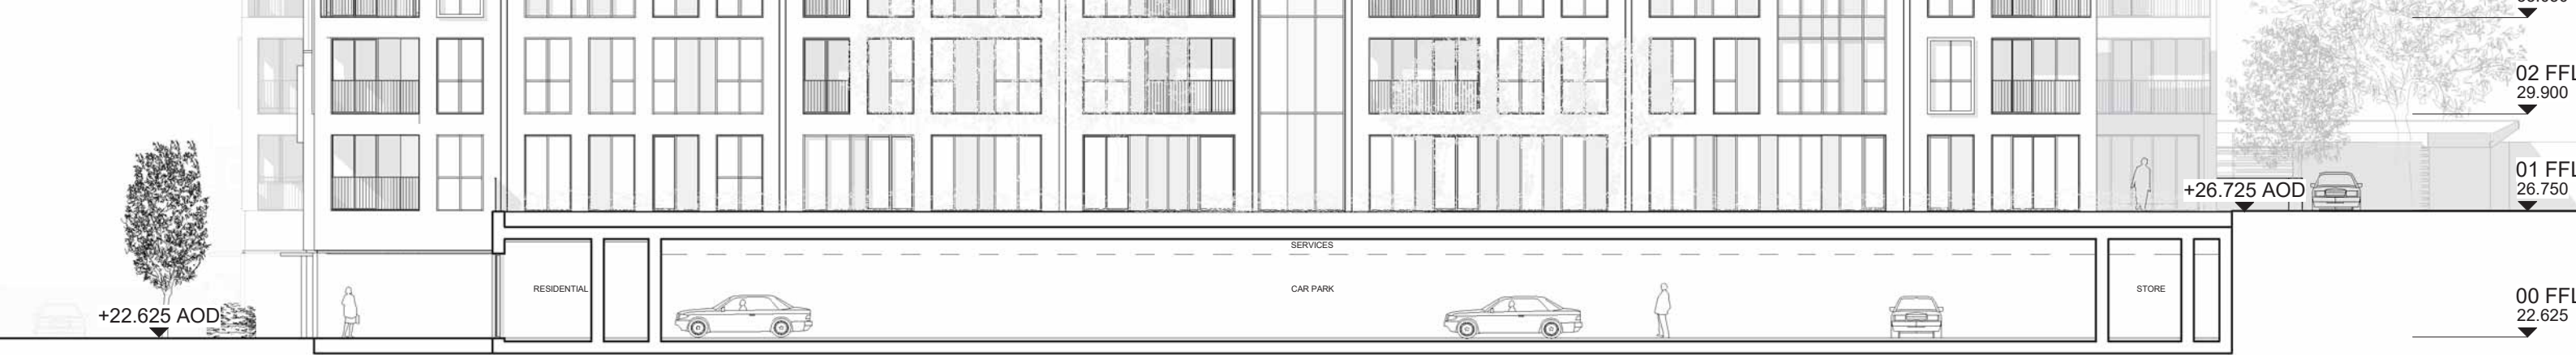 02 FFL
29.900
01 FFL
26.750
+26.725 AOD
SERVICES
RESIDENTIAL
CAR PARK
STORE
00 FFL
22.625
+22.625 AOD